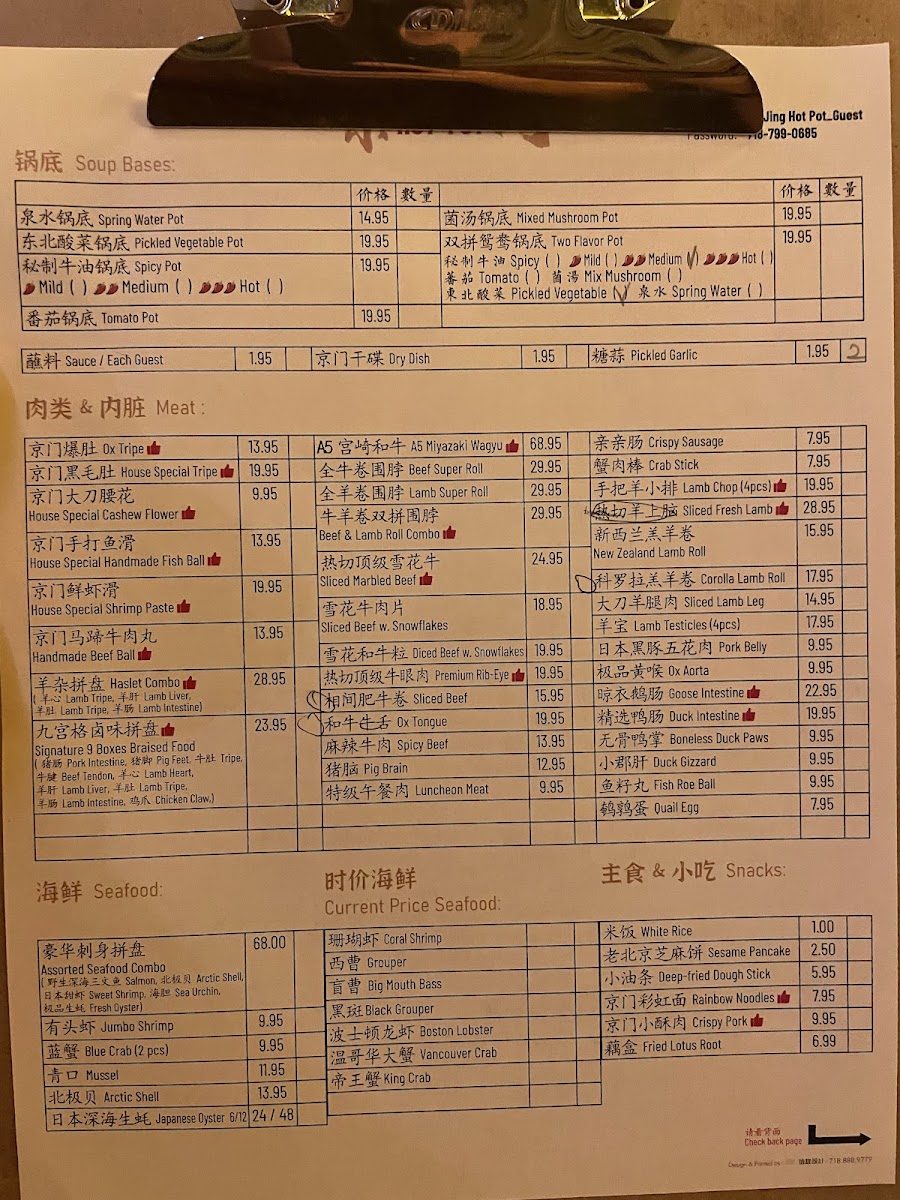 Jing Hot Pot_Guest
718-799-0685
锅底 Soup Bases:
价格 数量
泉水锅底 Spring Water Pot 14.95
东北酸菜锅底 Pickled Vegetable Pot 19.95
秘制牛油锅底 Spicy Pot 19.95
Mild ( ) Medium ( ) Hot ( )
番茄锅底 Tomato Pot 19.95
价格 数量
菌汤锅底 Mixed Mushroom Pot 19.95
双拼鸳鸯锅底 Two Flavor Pot 19.95
秘制牛油 Spicy ( ) Mild ( ) Medium (✓) Hot ( )
番茄 Tomato ( ) 菌湯 Mix Mushroom ( )
東北酸菜 Pickled Vegetable (✓) 泉水 Spring Water ( )
蘸料 Sauce / Each Guest 1.95 京门干碟 Dry Dish 1.95 糖蒜 Pickled Garlic 1.95 2
肉类 & 内脏 Meat :
京门爆肚 Ox Tripe 13.95
京门黑毛肚 House Special Tripe 19.95
京门大刀腰花 9.95
House Special Cashew Flower
京门手打鱼滑 13.95
House Special Handmade Fish Ball
京门鲜虾滑 19.95
House Special Shrimp Paste
京门马蹄牛肉丸 13.95
Handmade Beef Ball
羊杂拼盘 Haslet Combo 28.95
( 羊心 Lamb Tripe, 羊肝 Lamb Liver,
羊肚 Lamb Tripe, 羊肠 Lamb Intestine)
九宫格卤味拼盘 23.95
Signature 9 Boxes Braised Food
( 猪肠 Pork Intestine, 猪脚 Pig Feet, 牛肚 Tripe,
牛腱 Beef Tendon, 羊心 Lamb Heart,
羊肝 Lamb Liver, 羊肚 Lamb Tripe,
羊肠 Lamb Intestine, 鸡爪 Chicken Claw,)
A5 宫崎和牛 A5 Miyazaki Wagyu 68.95
全牛卷围脖 Beef Super Roll 29.95
全羊卷围脖 Lamb Super Roll 29.95
牛羊卷双拼围脖 29.95
Beef & Lamb Roll Combo
热切顶级雪花牛 24.95
Sliced Marbled Beef
雪花牛肉片 18.95
Sliced Beef w. Snowflakes
雪花和牛粒 Diced Beef w. Snowflakes 19.95
热切顶级牛眼肉 Premium Rib-Eye 19.95
相间肥牛卷 Sliced Beef 15.95
和牛牛舌 Ox Tongue 19.95
麻辣牛肉 Spicy Beef 13.95
猪脑 Pig Brain 12.95
特级午餐肉 Luncheon Meat 9.95
亲亲肠 Crispy Sausage 7.95
蟹肉棒 Crab Stick 7.95
手把羊小排 Lamb Chop (4pcs) 19.95
热切羊上脑 Sliced Fresh Lamb 28.95
新西兰羔羊卷 15.95
New Zealand Lamb Roll
科罗拉羔羊卷 Corolla Lamb Roll 17.95
大刀羊腿肉 Sliced Lamb Leg 14.95
羊宝 Lamb Testicles (4pcs) 17.95
日本黑豚五花肉 Pork Belly 9.95
极品黄喉 Ox Aorta 9.95
晾衣鹅肠 Goose Intestine 22.95
精选鸭肠 Duck Intestine 19.95
无骨鸭掌 Boneless Duck Paws 9.95
小郡肝 Duck Gizzard 9.95
鱼籽丸 Fish Roe Ball 9.95
鹌鹑蛋 Quail Egg 7.95
海鲜 Seafood:
豪华刺身拼盘 68.00
Assorted Seafood Combo
( 野生深海三文鱼 Salmon, 北极贝 Arctic Shell,
日本甜虾 Sweet Shrimp, 海胆 Sea Urchin,
极品生蚝 Fresh Oyster)
有头虾 Jumbo Shrimp 9.95
蓝蟹 Blue Crab (2 pcs) 9.95
青口 Mussel 11.95
北极贝 Arctic Shell 13.95
日本深海生蚝 Japanese Oyster 6/12 24 / 48
时价海鲜
Current Price Seafood:
珊瑚虾 Coral Shrimp
西曹 Grouper
盲曹 Big Mouth Bass
黑斑 Black Grouper
波士顿龙虾 Boston Lobster
温哥华大蟹 Vancouver Crab
帝王蟹 King Crab
主食 & 小吃 Snacks:
米饭 White Rice 1.00
老北京芝麻饼 Sesame Pancake 2.50
小油条 Deep-fried Dough Stick 5.95
京门彩虹面 Rainbow Noodles 7.95
京门小酥肉 Crispy Pork 9.95
藕盒 Fried Lotus Root 6.99
请看背面
Check back page
Design & Printed by 718 888 9779